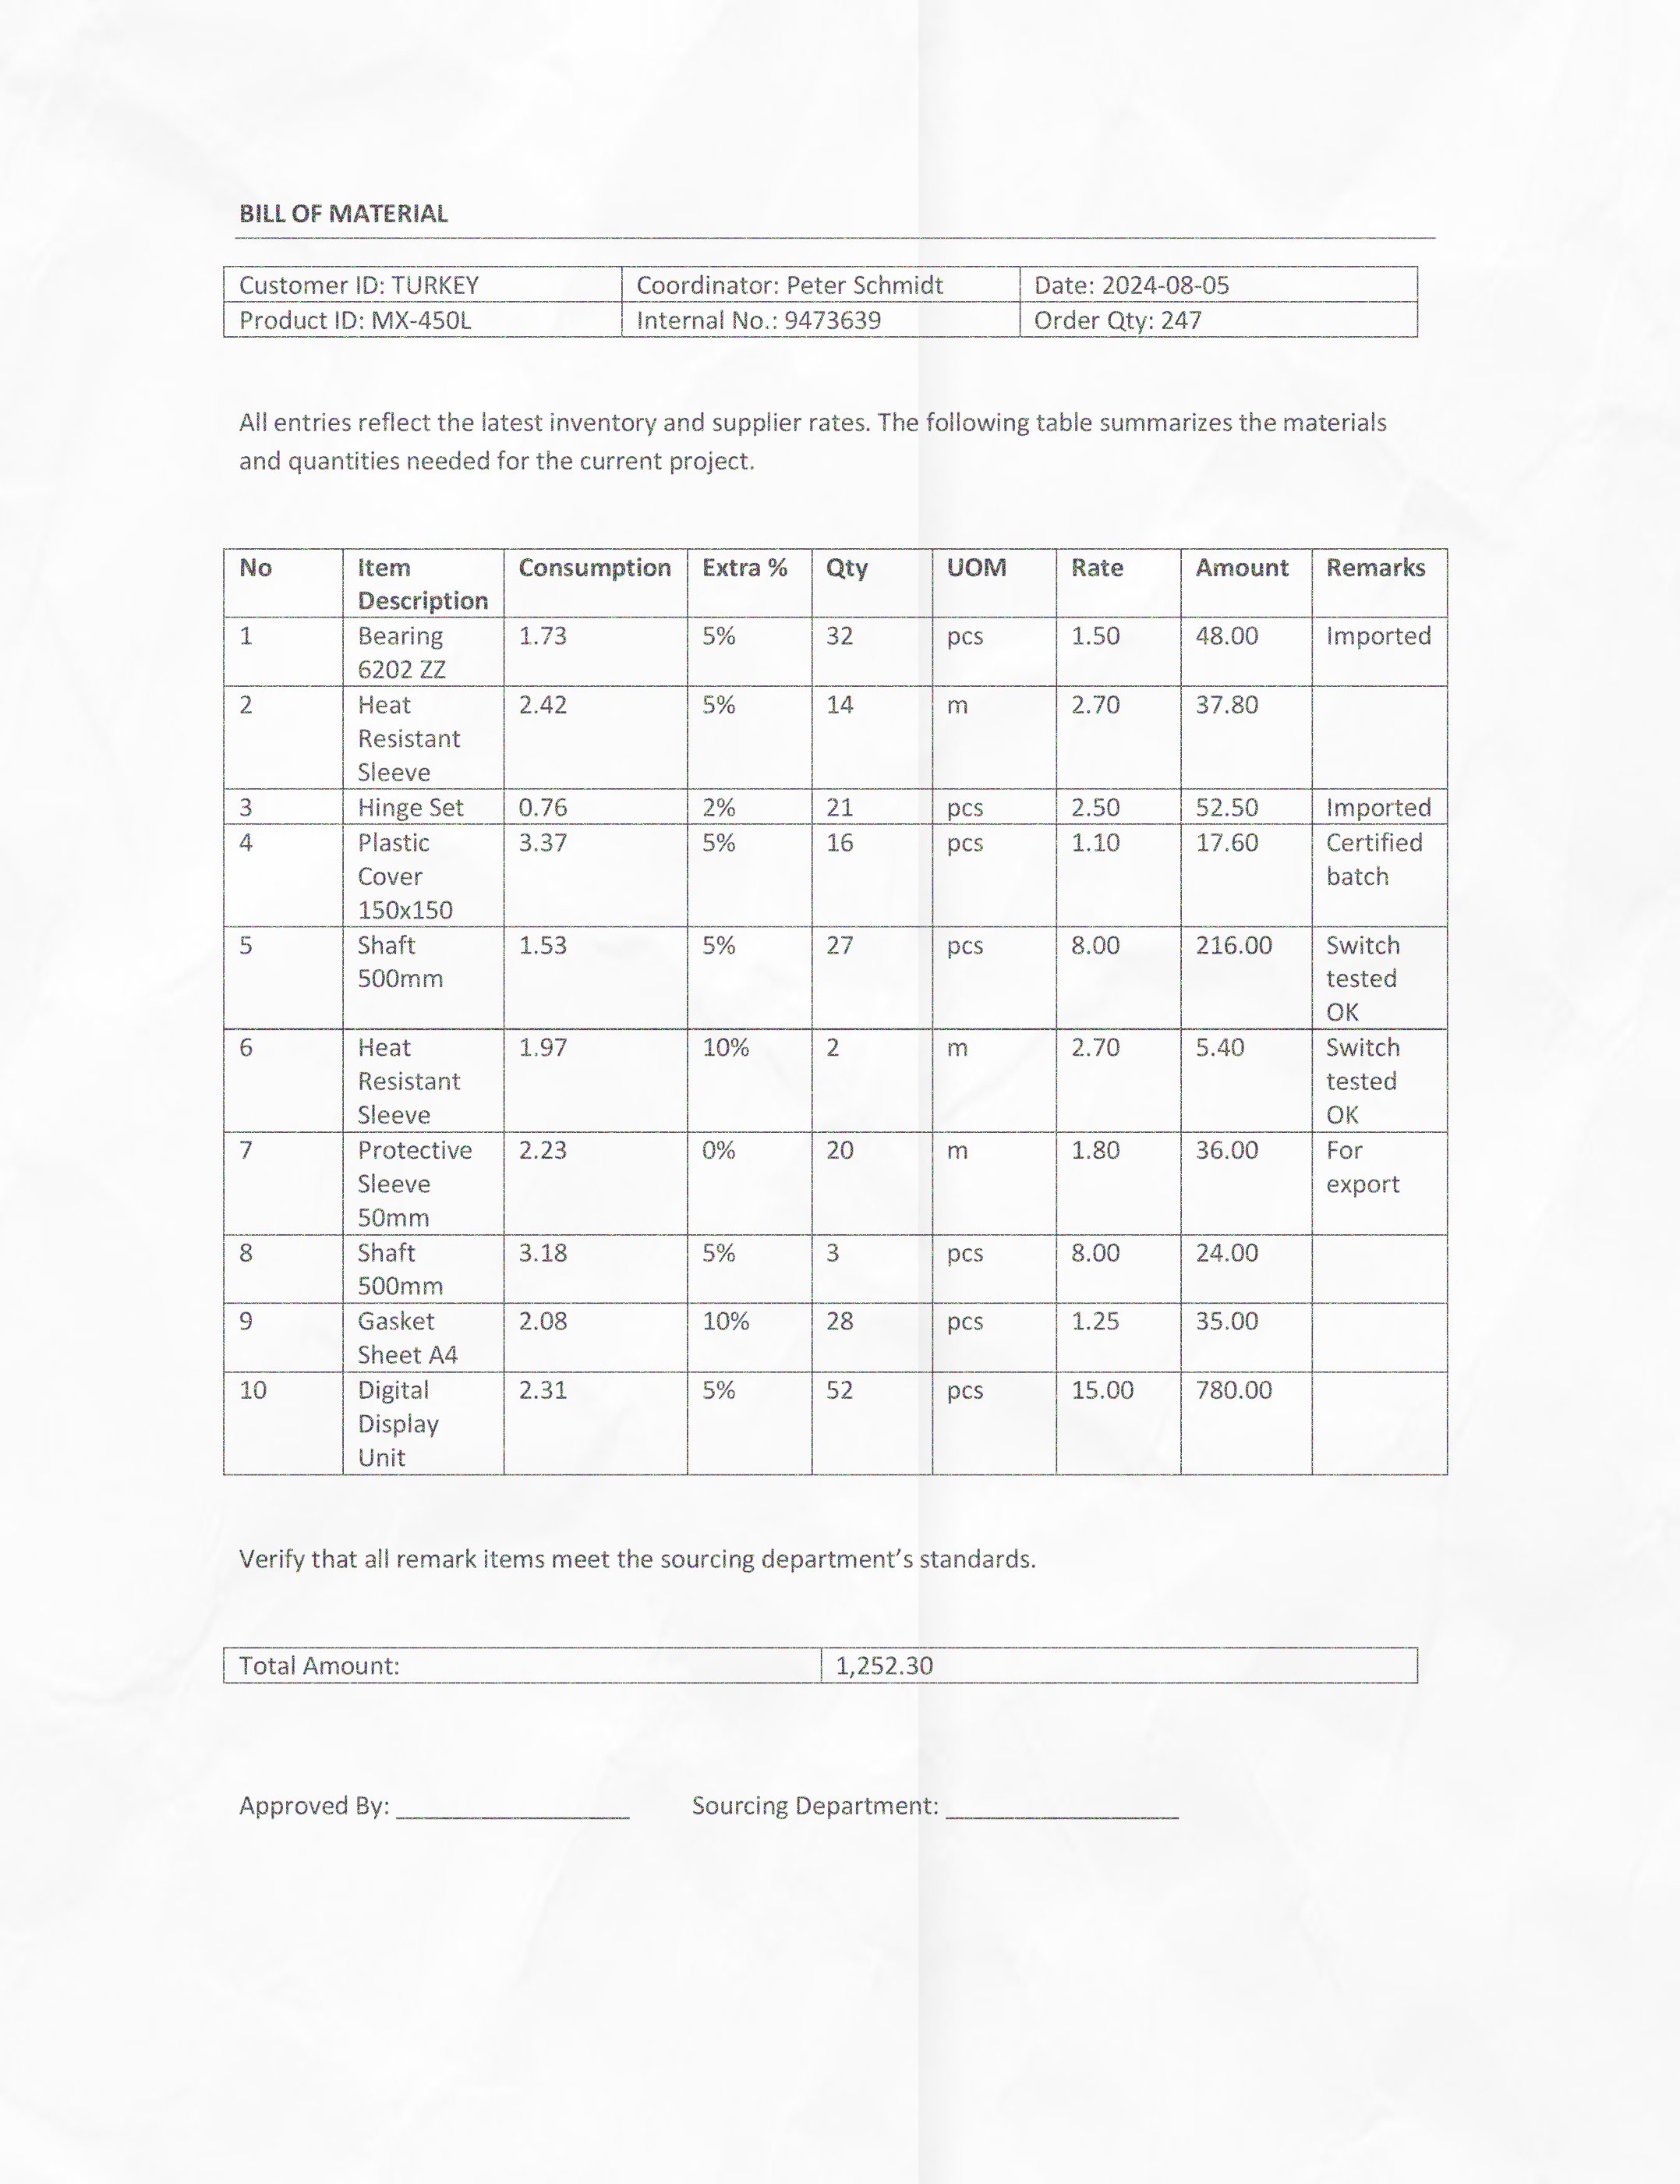 BILL OF MATERIAL
Customer ID: TURKEY Coordinator: Peter Schmidt Date: 2024-08-05
Product ID: MX-450L Internal No.: 9473639 Order Qty: 247
All entries reflect the latest inventory and supplier rates. The following table summarizes the materials
and quantities needed for the current project.
No Item Consumption Extra % Qty UOM Rate Amount Remarks
Description
1 Bearing 1.73 5% 32 pcs 1.50 48.00 Imported
6202 ZZ
2 Heat 2.42 5% 14 m 2.70 37.80
Resistant
Sleeve
3 Hinge Set 0.76 2% 21 pcs 2.50 52.50 Imported
4 Plastic 3.37 5% 16 pcs 1.10 17.60 Certified
Cover batch
150x150
5 Shaft 1.53 5% 27 pcs 8.00 216.00 Switch
500mm tested
OK
6 Heat 1.97 10% 2 m 2.70 5.40 Switch
Resistant tested
Sleeve OK
7 Protective 2.23 0% 20 m 1.80 36.00 For
Sleeve export
50mm
8 Shaft 3.18 5% 3 pcs 8.00 24.00
500mm
9 Gasket 2.08 10% 28 pcs 1.25 35.00
Sheet A4
10 Digital 2.31 5% 52 pcs 15.00 780.00
Display
Unit
Verify that all remark items meet the sourcing department’s standards.
Total Amount: 1,252.30
Approved By: __________________ Sourcing Department: __________________